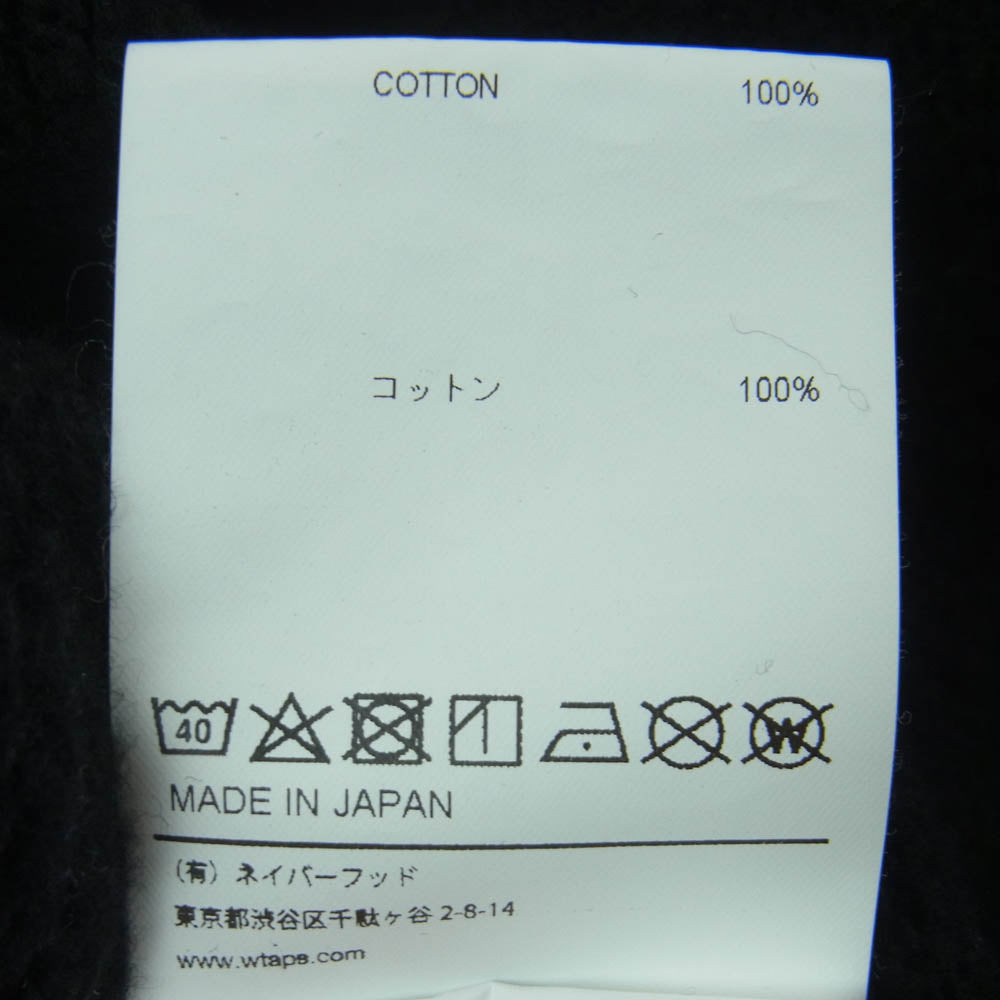 COTTON 100%
コットン 100%
40 W
MADE IN JAPAN
(有) ネイバーフッド
東京都渋谷区千駄ヶ谷 2-8-14
www.wtaps.com